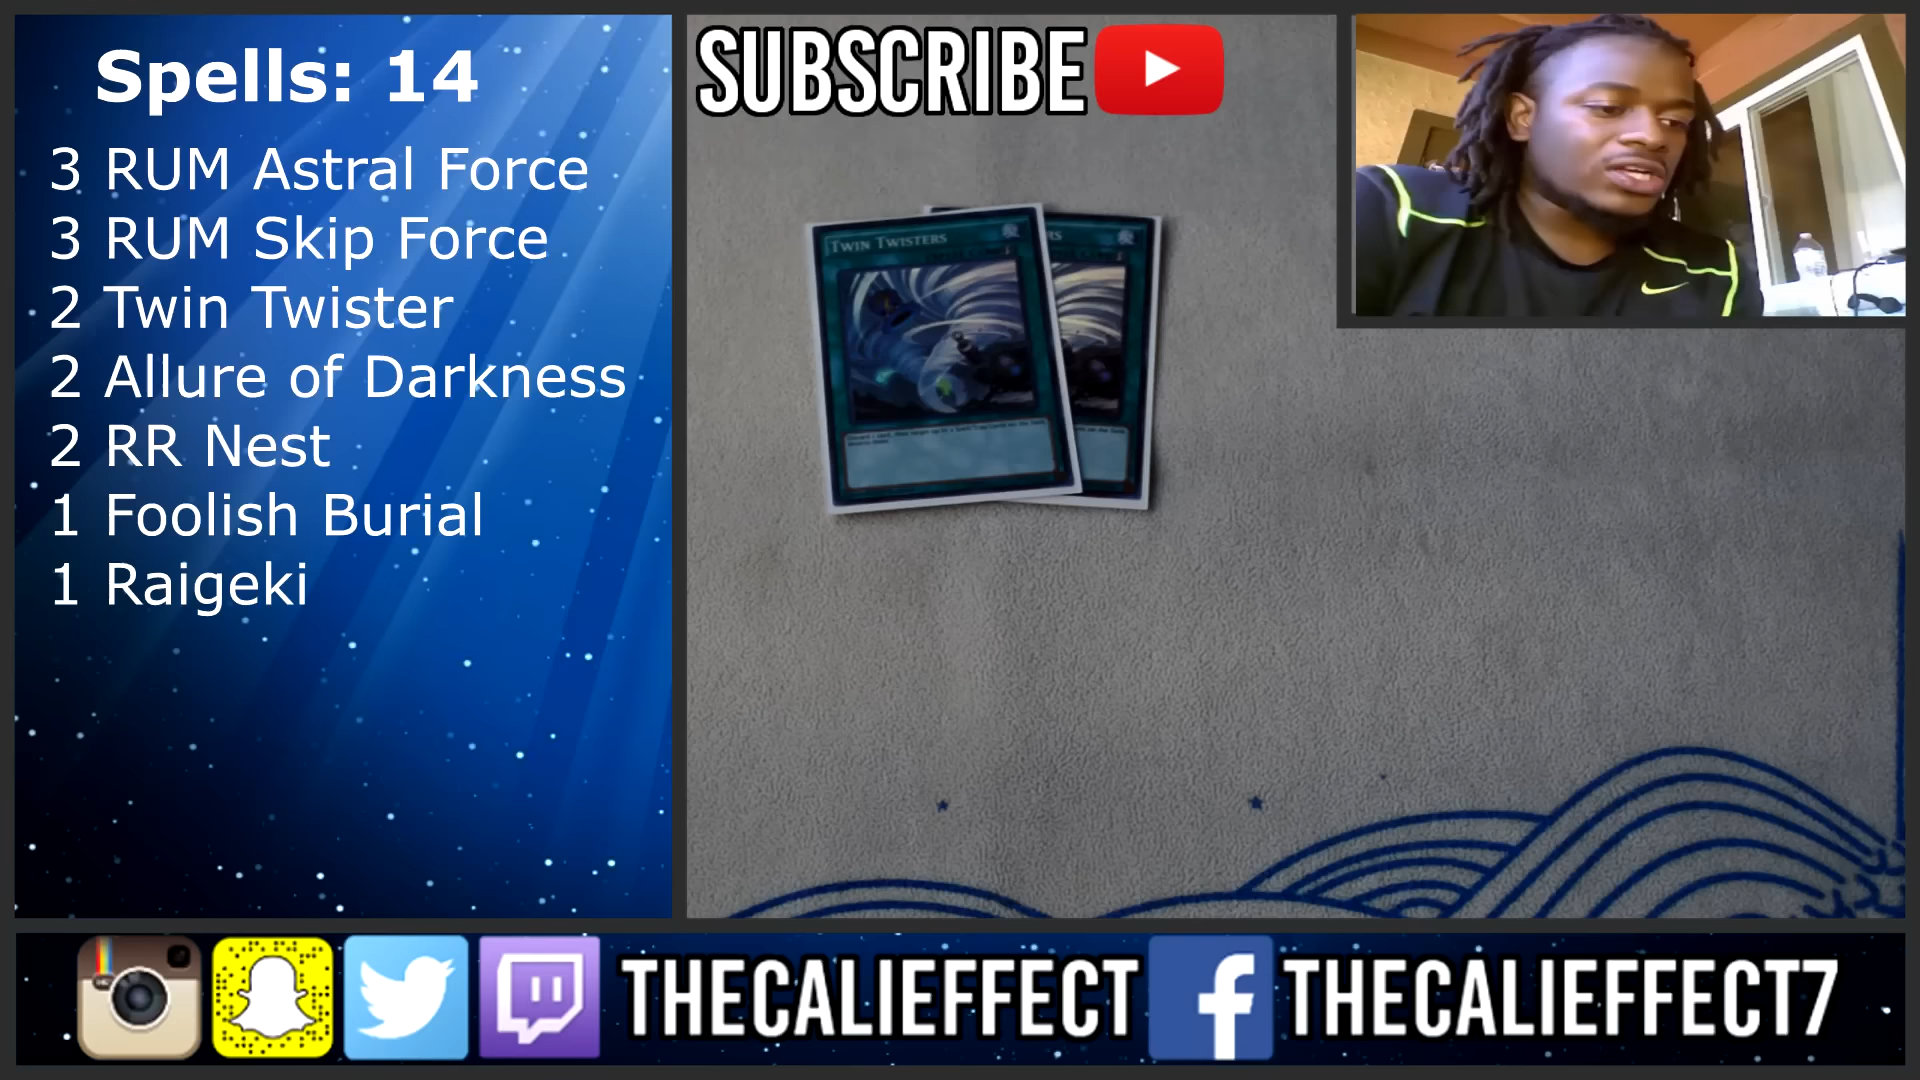 Spells: 14
3 RUM Astral Force
3 RUM Skip Force
2 Twin Twister
2 Allure of Darkness
2 RR Nest
1 Foolish Burial
1 Raigeki
SUBSCRIBE
TWIN TWISTERS
RS
THECALIEFFECT
THECALIEFFECT7